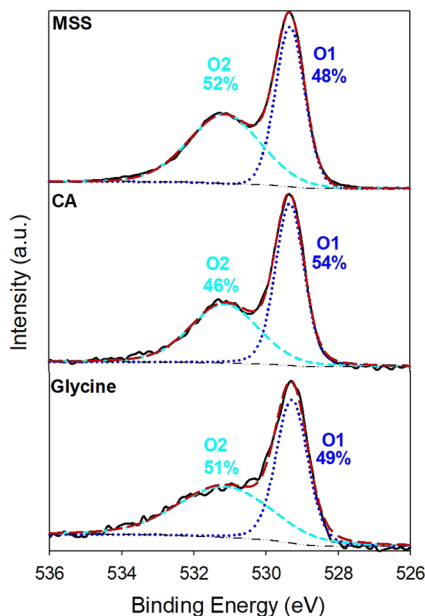 MSS
O2
52%
O1
48%
CA
O2
46%
O1
54%
Glycine
O2
51%
O1
49%
Intensity (a.u.)
536 534 532 530 528 526
Binding Energy (eV)